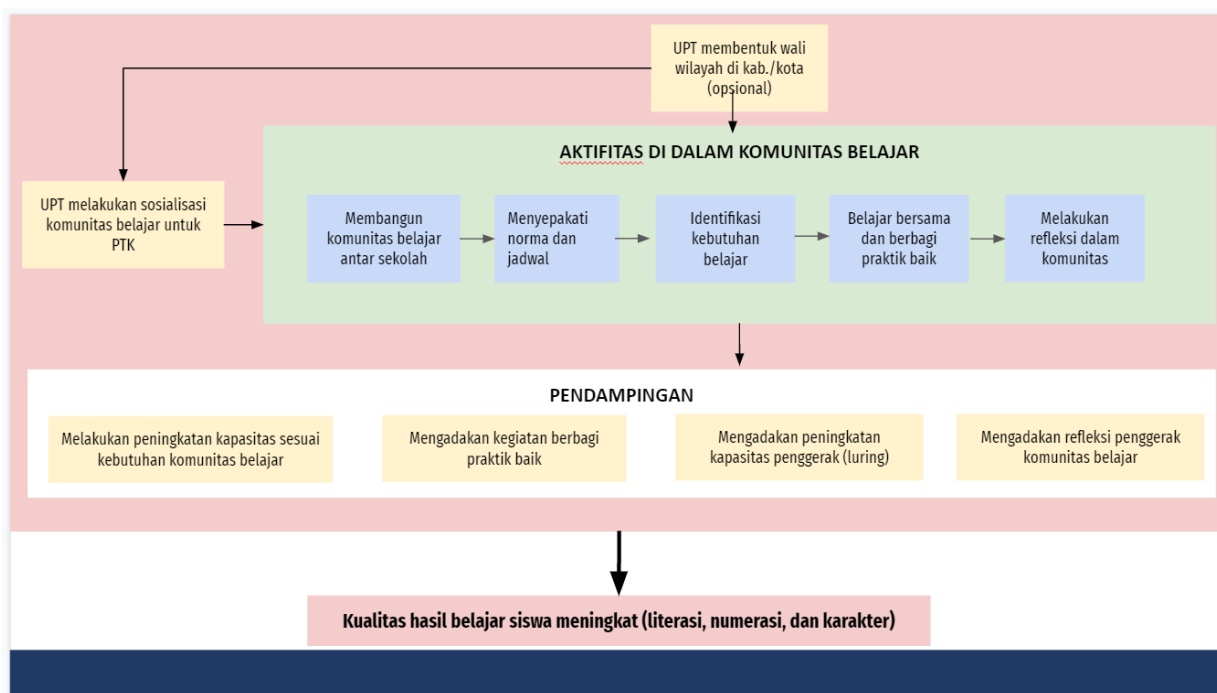 UPT membentuk wali
wilayah di kab./kota
(opsional)
AKTIFITAS DI DALAM KOMUNITAS BELAJAR
UPT melakukan sosialisasi
komunitas belajar untuk
PTK
Membangun
komunitas belajar
antar sekolah
Menyepakati
norma dan
jadwal
Identifikasi
kebutuhan
belajar
Belajar bersama
dan berbagi
praktik baik
Melakukan
refleksi dalam
komunitas
PENDAMPINGAN
Melakukan peningkatan kapasitas sesuai
kebutuhan komunitas belajar
Mengadakan kegiatan berbagi
praktik baik
Mengadakan peningkatan
kapasitas penggerak (luring)
Mengadakan refleksi penggerak
komunitas belajar
Kualitas hasil belajar siswa meningkat (literasi, numerasi, dan karakter)